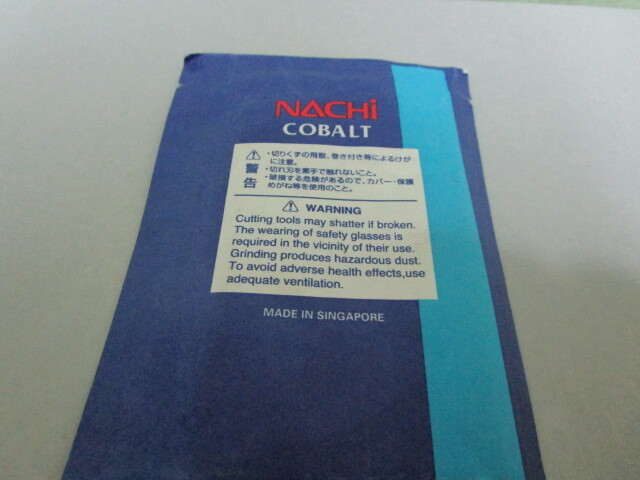 NACHi
COBALT
⚠ 警告
・切りくずの飛散、巻き付き等によるけが
に注意。
・切れ刃を素手で触れないこと。
・破損する危険があるので、カバー・保護
めがね等を使用のこと。
⚠ WARNING
Cutting tools may shatter if broken.
The wearing of safety glasses is
required in the vicinity of their use.
Grinding produces hazardous dust.
To avoid adverse health effects,use
adequate ventilation.
MADE IN SINGAPORE